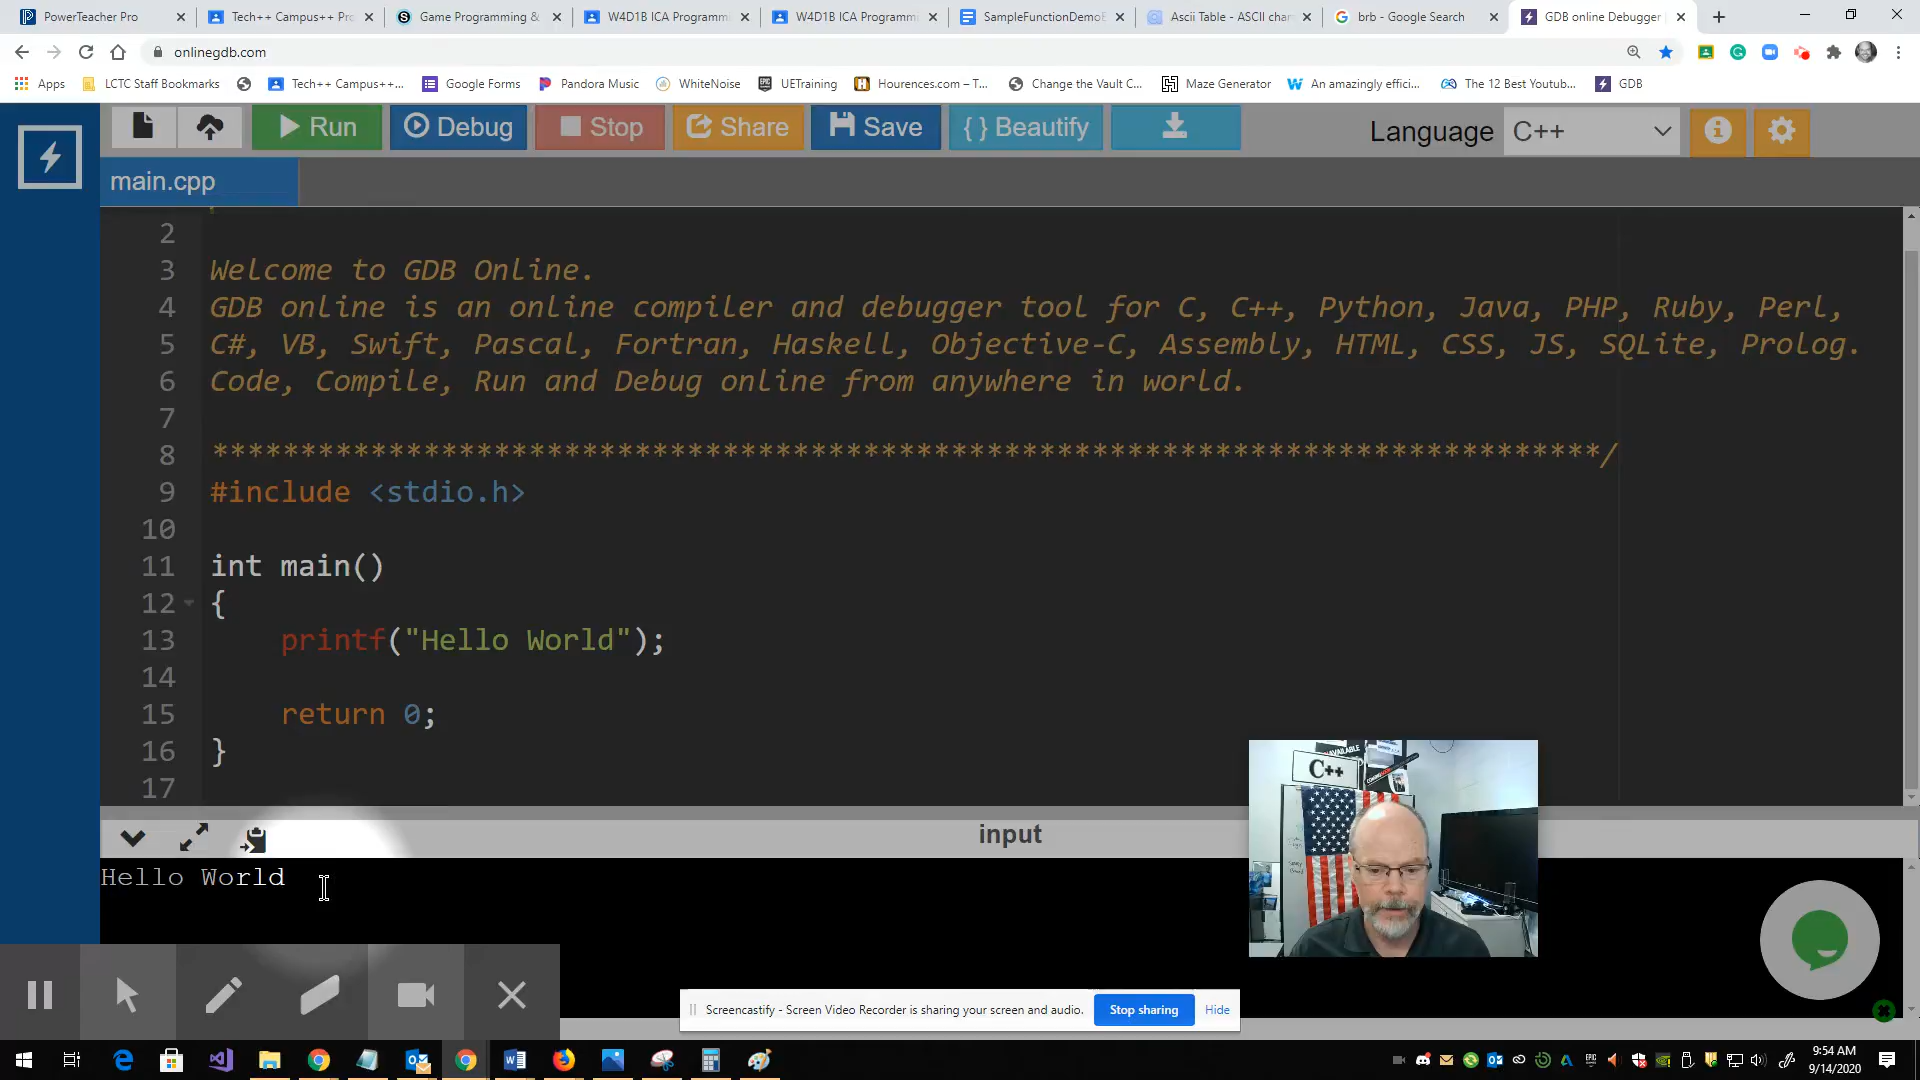 PowerTeacher Pro
Tech++ Campus++ Pro
Game Programming &
W4D1B ICA Programm
W4D1B ICA Programm
SampleFunctionDemo
Ascii Table - ASCII char
brb - Google Search
GDB online Debugger
onlinegdb.com
Apps
LCTC Staff Bookmarks
Tech++ Campus++...
Google Forms
Pandora Music
WhiteNoise
UETraining
Hourences.com – T...
Change the Vault C...
Maze Generator
An amazingly effici...
The 12 Best Youtub...
GDB
Run
Debug
Stop
Share
Save
{ } Beautify
Language
C++
main.cpp
2
3 Welcome to GDB Online.
4 GDB online is an online compiler and debugger tool for C, C++, Python, Java, PHP, Ruby, Perl,
5 C#, VB, Swift, Pascal, Fortran, Haskell, Objective-C, Assembly, HTML, CSS, JS, SQLite, Prolog.
6 Code, Compile, Run and Debug online from anywhere in world.
7
8 *******************************************************************************/
9 #include <stdio.h>
10
11 int main()
12 {
13 printf("Hello World");
14
15 return 0;
16 }
17
input
Hello World
C++
Screencastify - Screen Video Recorder is sharing your screen and audio.
Stop sharing
Hide
9:54 AM
9/14/2020